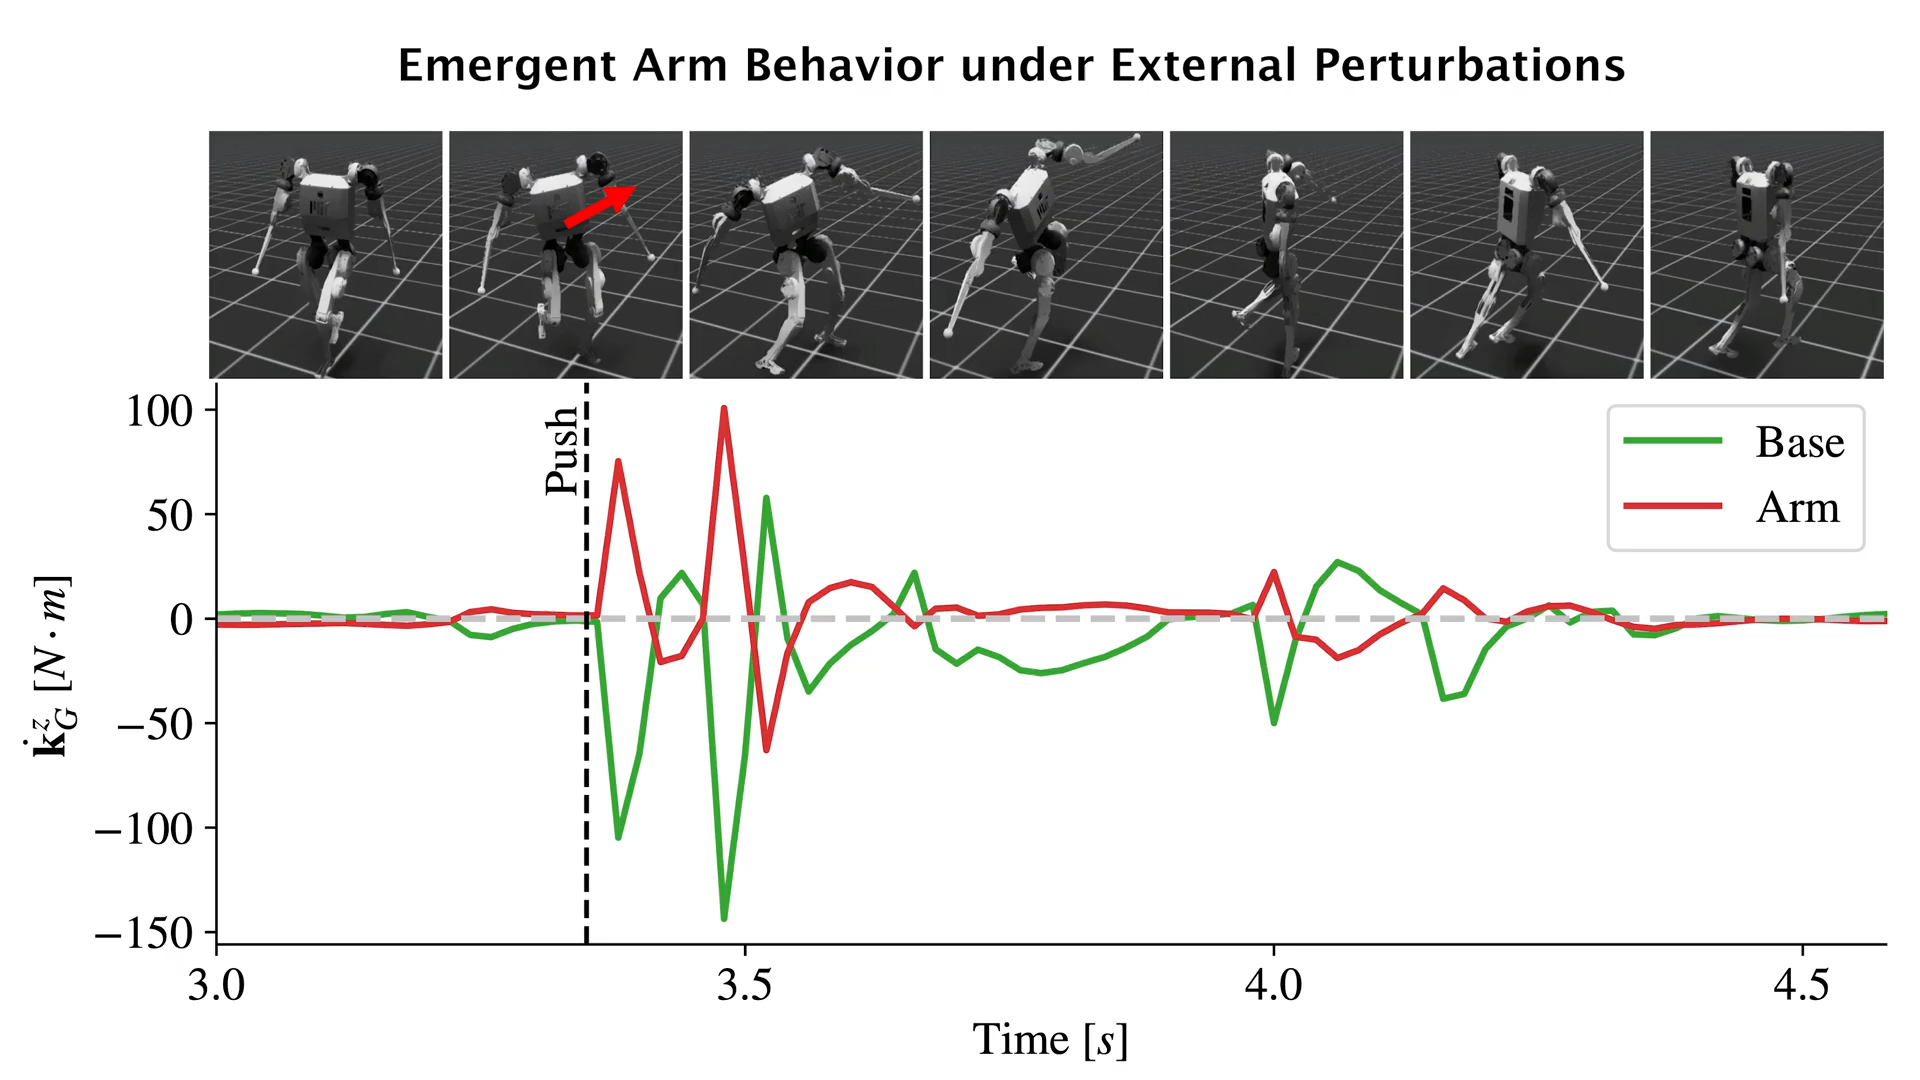 Emergent Arm Behavior under External Perturbations
Push
100
50
0
−50
−100
−150
Base
Arm
k̇ᶻ_G [N · m]
3.0 3.5 4.0 4.5
Time [s]